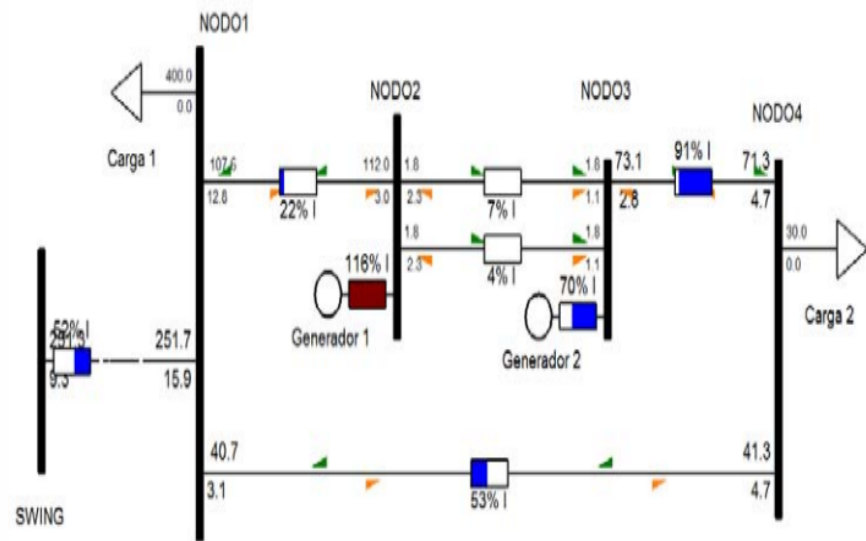 NODO1
400.0
0.0
Carga 1
NODO2
NODO3
NODO4
107.6
12.8
22% I
112.0
3.0
1.8
2.3
7% I
1.8
1.1
73.1
2.8
91% I
71.3
4.7
1.8
2.3
4% I
1.8
1.1
30.0
0.0
Carga 2
116% I
Generador 1
70% I
Generador 2
52% I
9.3
251.7
15.9
SWING
40.7
3.1
53% I
41.3
4.7